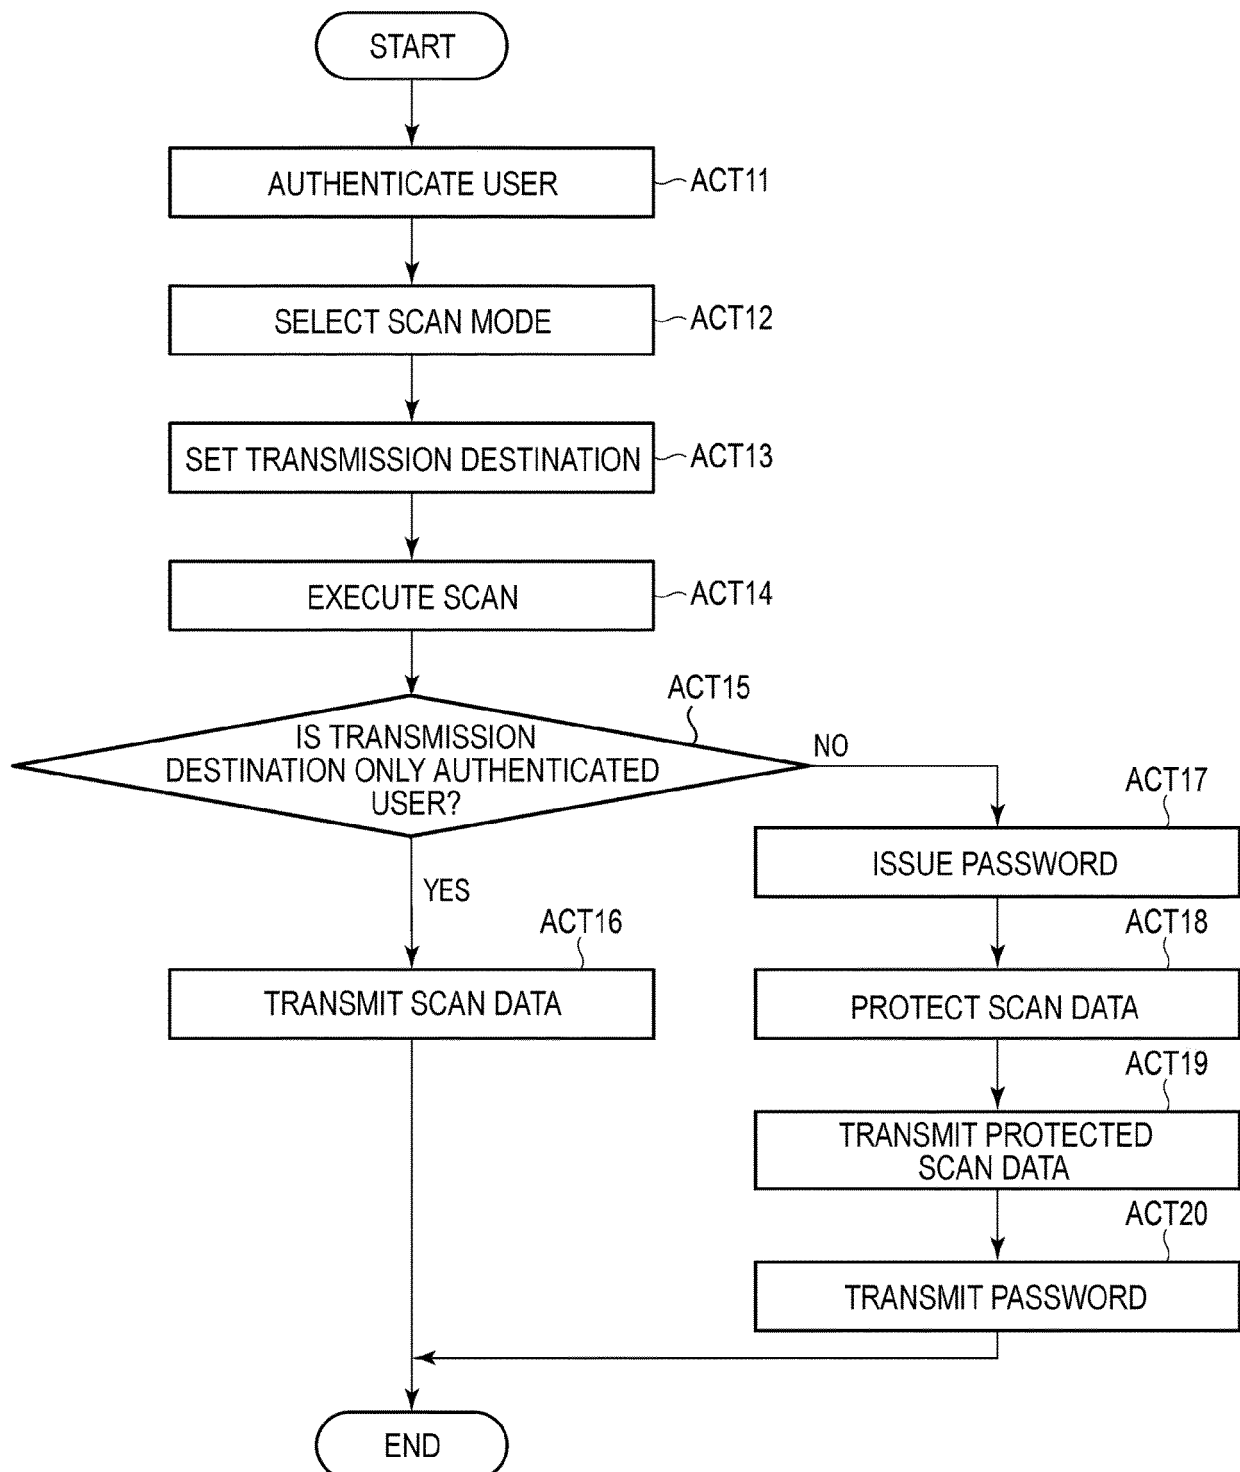 START
AUTHENTICATE USER
ACT11
SELECT SCAN MODE
ACT12
SET TRANSMISSION DESTINATION
ACT13
EXECUTE SCAN
ACT14
ACT15
IS TRANSMISSION
DESTINATION ONLY AUTHENTICATED
USER?
NO
YES
ACT16
TRANSMIT SCAN DATA
ACT17
ISSUE PASSWORD
ACT18
PROTECT SCAN DATA
ACT19
TRANSMIT PROTECTED
SCAN DATA
ACT20
TRANSMIT PASSWORD
END